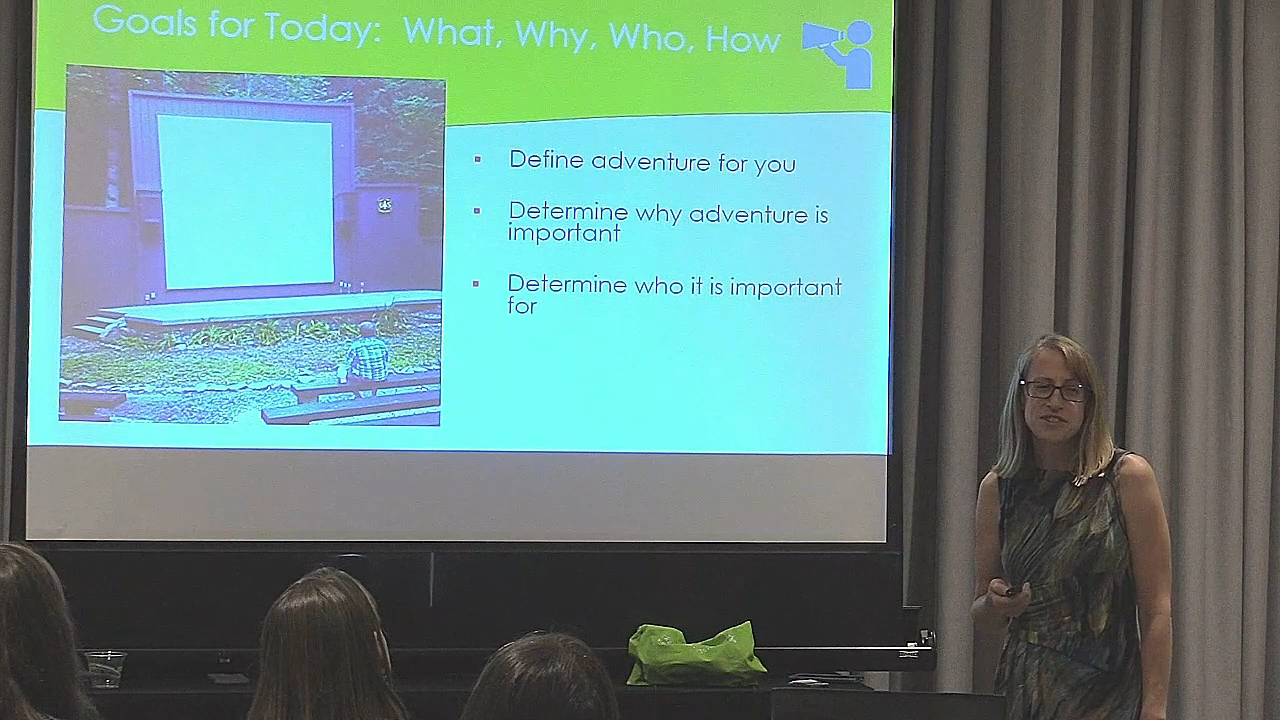 Goals for Today: What, Why, Who, How
Define adventure for you
Determine why adventure is
important
Determine who it is important
for